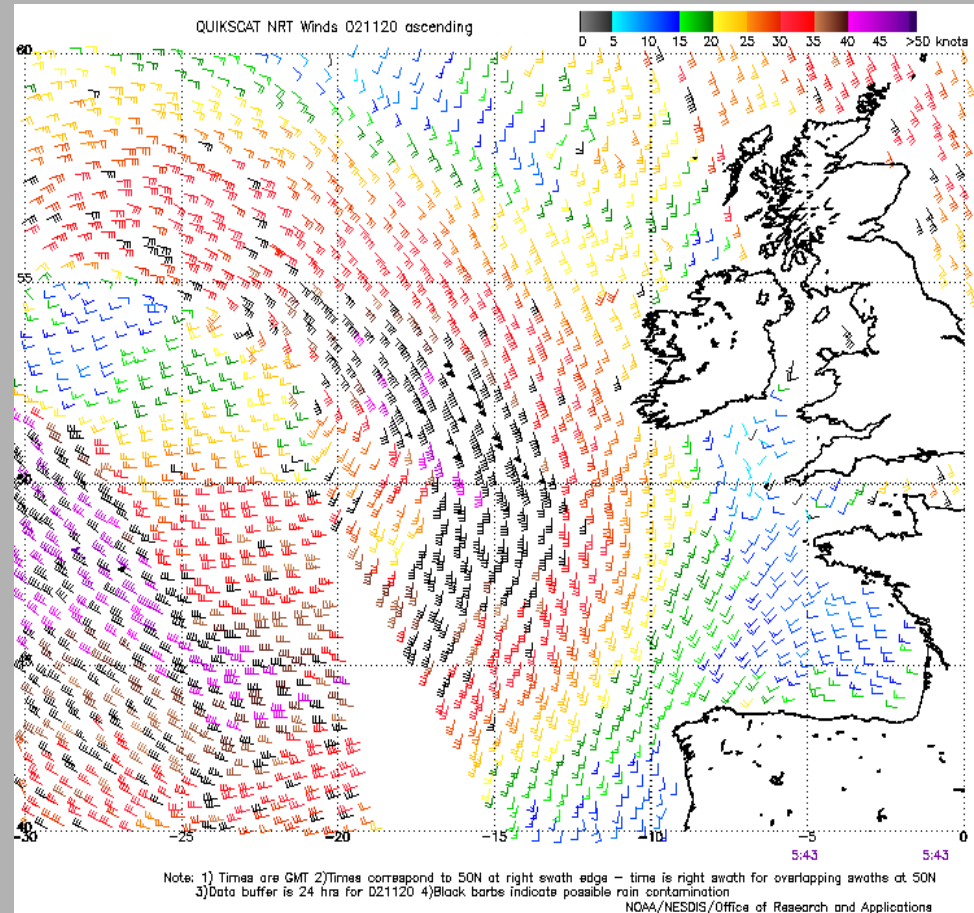 QUIKSCAT NRT Winds 021120 ascending
0 5 10 15 20 25 30 35 40 45 >50 knots
60
55
50
45
40
-30 -25 -20 -15 -10 -5 0
5:43 5:43
Note: 1) Times are GMT 2)Times correspond to 50N at right swath edge - time is right swath for overlapping swaths at 50N
3)Data buffer is 24 hrs for 021120 4)Black barbs indicate possible rain contamination
NOAA/NESDIS/Office of Research and Applications